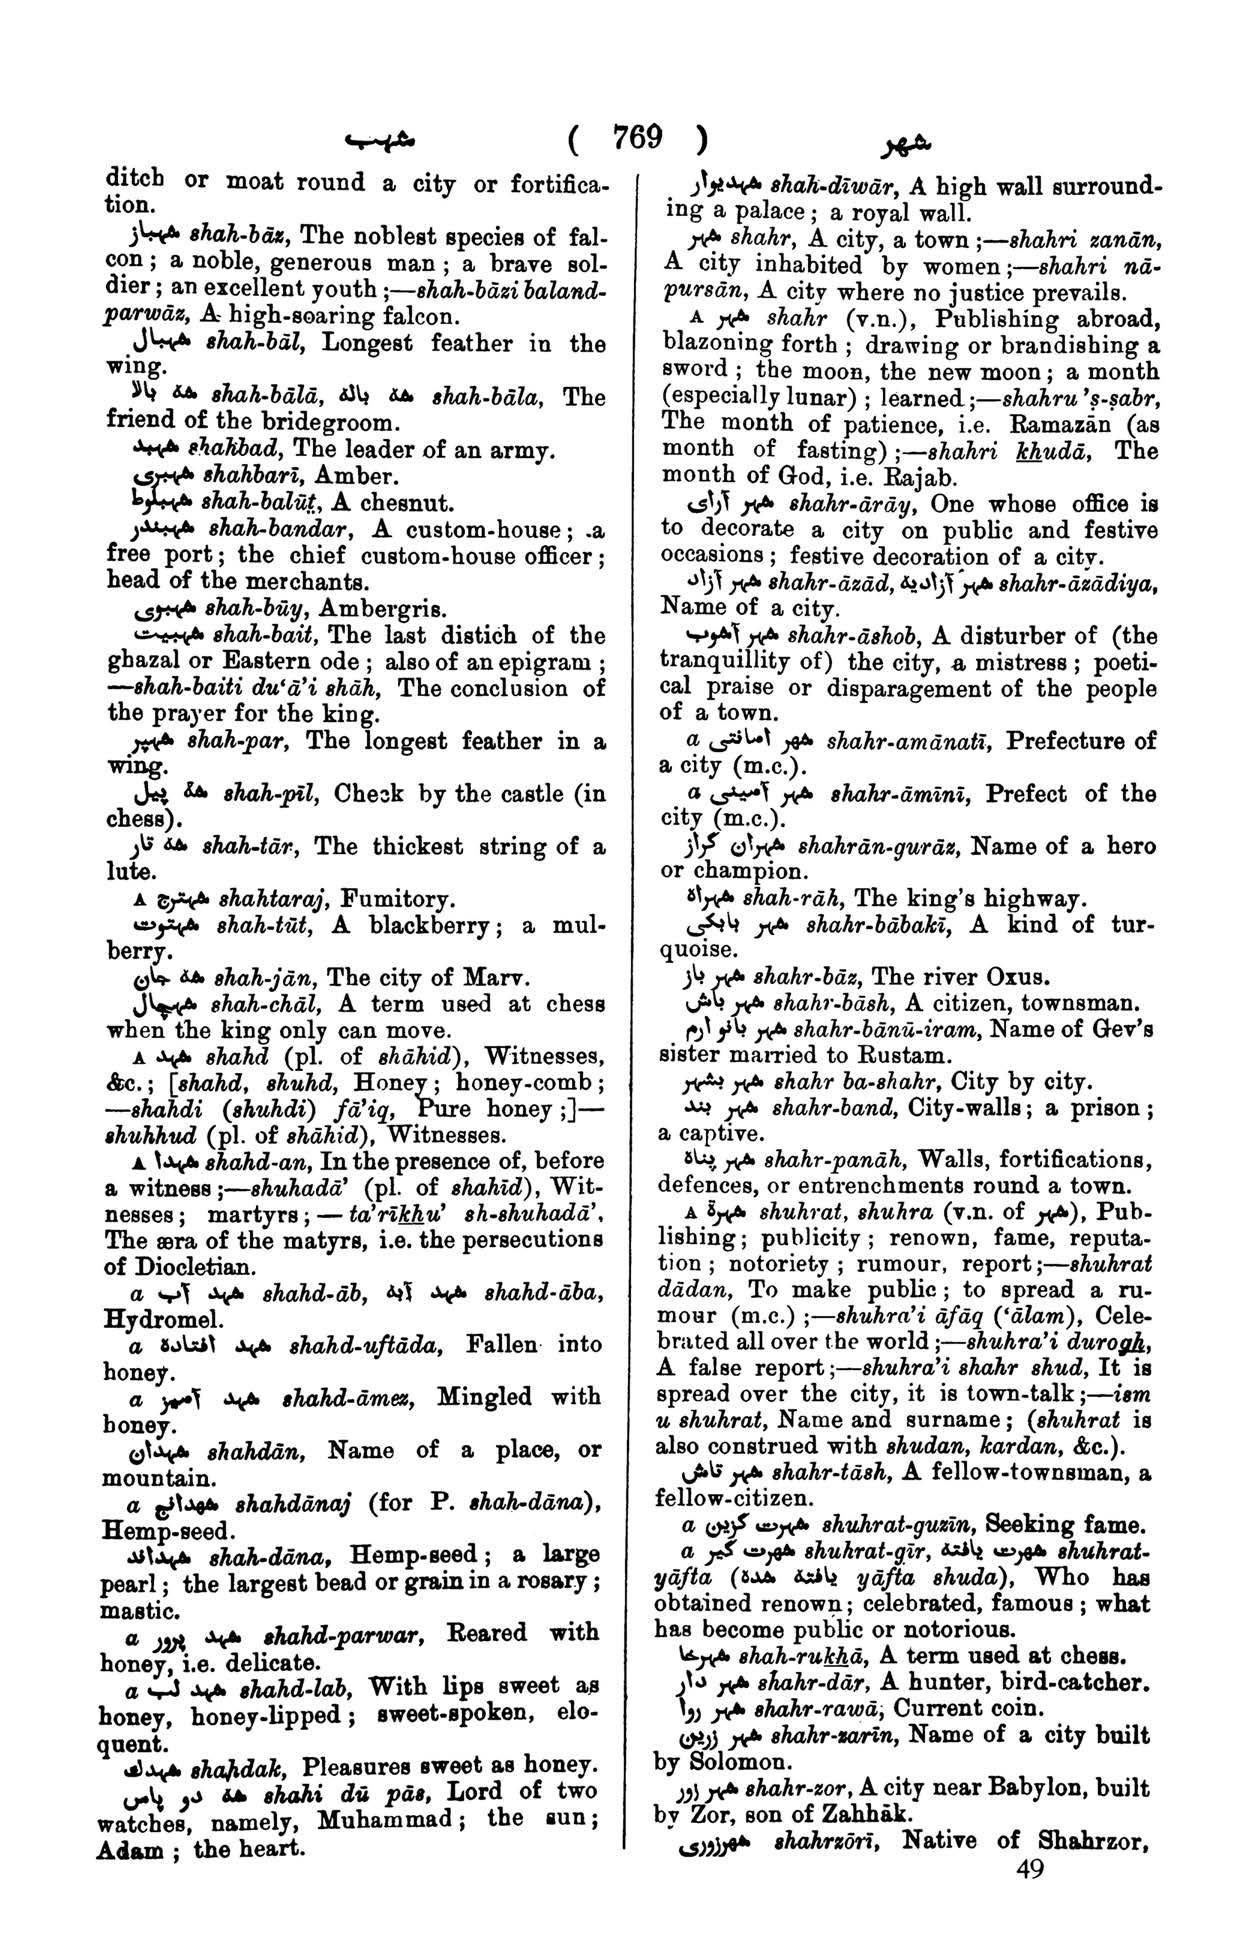 شهب ( 769 ) شهر
ditch or moat round a city or fortifica-
tion.
شهباز shah-bāz, The noblest species of fal-
con ; a noble, generous man ; a brave sol-
dier ; an excellent youth ;—shah-bāzi baland-
parwāz, A high-soaring falcon.
شهبال shah-bāl, Longest feather in the
wing.
شه بالا shah-bālā, شه باله shah-bāla, The
friend of the bridegroom.
شهبد shahbad, The leader of an army.
شهبری shahbarī, Amber.
شهبلوط shah-balūt̤, A chesnut.
شهبندر shah-bandar, A custom-house ; a
free port ; the chief custom-house officer ;
head of the merchants.
شهبوی shah-būy, Ambergris.
شهبیت shah-bait, The last distich of the
ghazal or Eastern ode ; also of an epigram ;
—shah-baiti du‘ā’i shāh, The conclusion of
the prayer for the king.
شهپر shah-par, The longest feather in a
wing.
شه پیل shah-pīl, Check by the castle (in
chess).
شه تار shah-tār, The thickest string of a
lute.
A شهترج shahtaraj, Fumitory.
شهتوت shah-tūt, A blackberry ; a mul-
berry.
شه جان shah-jān, The city of Marv.
شهچال shah-chāl, A term used at chess
when the king only can move.
A شهد shahd (pl. of shāhid), Witnesses,
&c. ; [shahd, shuhd, Honey ; honey-comb ;
—shahdi (shuhdi) fā’iq, Pure honey ;]—
shuhhud (pl. of shāhid), Witnesses.
A شهدا shahd-an, In the presence of, before
a witness ;—shuhadā’ (pl. of shahīd), Wit-
nesses ; martyrs ; — ta’rīkhu’ sh-shuhadā’,
The æra of the matyrs, i.e. the persecutions
of Diocletian.
a شهد آب shahd-āb, شهد آبه shahd-āba,
Hydromel.
a شهد افتاده shahd-uftāda, Fallen into
honey.
a شهد آمیز shahd-āmez, Mingled with
honey.
شهدان shahdān, Name of a place, or
mountain.
a شهدانج shahdānaj (for P. shah-dāna),
Hemp-seed.
شهدانه shah-dāna, Hemp-seed ; a large
pearl ; the largest bead or grain in a rosary ;
mastic.
a شهد پرور shahd-parwar, Reared with
honey, i.e. delicate.
a شهد لب shahd-lab, With lips sweet as
honey, honey-lipped ; sweet-spoken, elo-
quent.
شهدك shahdak, Pleasures sweet as honey.
شه دو پاس shahi dū pās, Lord of two
watches, namely, Muhammad ; the sun ;
Adam ; the heart.
شهدیوار shah-dīwār, A high wall surround-
ing a palace ; a royal wall.
شهر shahr, A city, a town ;—shahri zanān,
A city inhabited by women ;—shahri nā-
pursān, A city where no justice prevails.
A شهر shahr (v.n.), Publishing abroad,
blazoning forth ; drawing or brandishing a
sword ; the moon, the new moon ; a month
(especially lunar) ; learned ;—shahru ’ṣ-ṣabr,
The month of patience, i.e. Ramazān (as
month of fasting) ;—shahri khudā, The
month of God, i.e. Rajab.
شهر آرای shahr-ārāy, One whose office is
to decorate a city on public and festive
occasions ; festive decoration of a city.
شهر آزاد shahr-āzād, شهر آزادیه shahr-āzādiya,
Name of a city.
شهر آشوب shahr-āshob, A disturber of (the
tranquillity of) the city, a mistress ; poeti-
cal praise or disparagement of the people
of a town.
a شهر امانتی shahr-amānatī, Prefecture of
a city (m.c.).
a شهر آمینی shahr-āmīnī, Prefect of the
city (m.c.).
شهران گراز shahrān-gurāz, Name of a hero
or champion.
شهراه shah-rāh, The king’s highway.
شهر بابکی shahr-bābakī, A kind of tur-
quoise.
شهر باز shahr-bāz, The river Oxus.
شهر باش shahr-bāsh, A citizen, townsman.
شهر بانو ارم shahr-bānū-iram, Name of Gev’s
sister married to Rustam.
شهر بشهر shahr ba-shahr, City by city.
شهر بند shahr-band, City-walls ; a prison ;
a captive.
شهر پناه shahr-panāh, Walls, fortifications,
defences, or entrenchments round a town.
A شهرة shuhrat, shuhra (v.n. of شهر), Pub-
lishing ; publicity ; renown, fame, reputa-
tion ; notoriety ; rumour, report ;—shuhrat
dādan, To make public ; to spread a ru-
mour (m.c.) ;—shuhra’i āfāq (‘ālam), Cele-
brated all over the world ;—shuhra’i durogh,
A false report ;—shuhra’i shahr shud, It is
spread over the city, it is town-talk ;—ism
u shuhrat, Name and surname ; (shuhrat is
also construed with shudan, kardan, &c.).
شهر تاش shahr-tāsh, A fellow-townsman, a
fellow-citizen.
a شهرت گزین shuhrat-guzīn, Seeking fame.
a شهرت گیر shuhrat-gīr, شهرت یافته shuhrat-
yāfta (یافته شده yāfta shuda), Who has
obtained renown ; celebrated, famous ; what
has become public or notorious.
شهرخا shah-rukhā, A term used at chess.
شهر دار shahr-dār, A hunter, bird-catcher.
شهر روا shahr-rawā, Current coin.
شهر زرین shahr-zarīn, Name of a city built
by Solomon.
شهر زور shahr-zor, A city near Babylon, built
by Zor, son of Zahhāk.
شهرزوری shahrzōrī, Native of Shahrzor,
49